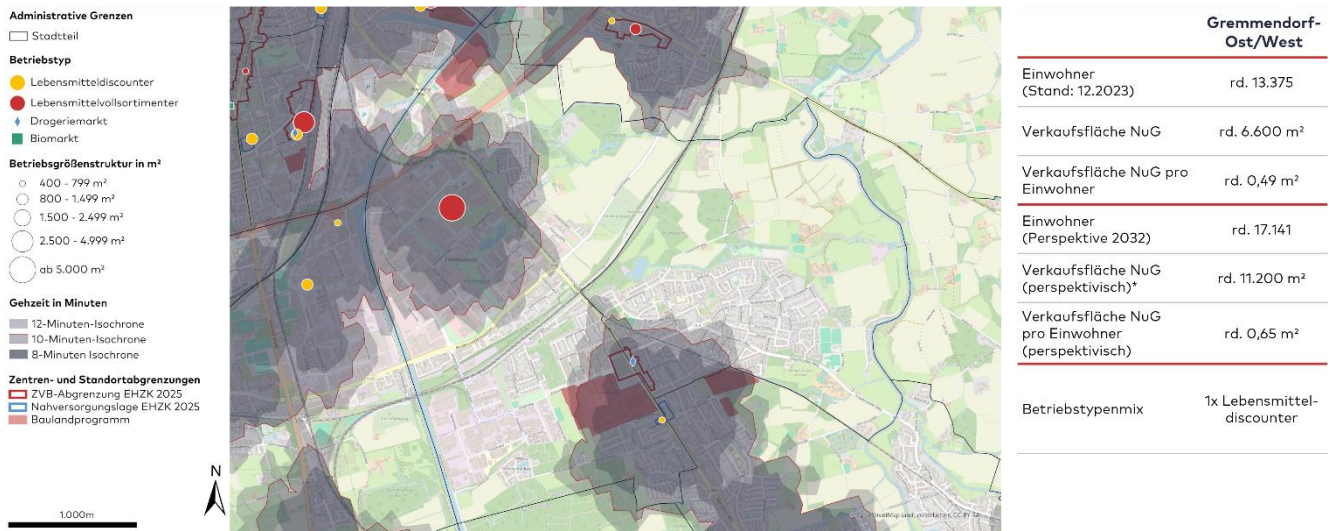 Administrative Grenzen
Stadtteil
Betriebstyp
Lebensmitteldiscounter
Lebensmittelvollsortimenter
Drogeriemarkt
Biomarkt
Betriebsgrößenstruktur in m²
400 - 799 m²
800 - 1.499 m²
1.500 - 2.499 m²
2.500 - 4.999 m²
ab 5.000 m²
Gehzeit in Minuten
12-Minuten-Isochrone
10-Minuten-Isochrone
8-Minuten Isochrone
Zentren- und Standortabgrenzungen
ZVB-Abgrenzung EHZK 2025
Nahversorgungslage EHZK 2025
Baulandprogramm
N
1.000m
Gremmendorf-
Ost/West
Einwohner
(Stand: 12.2023)
rd. 13.375
Verkaufsfläche NuG
rd. 6.600 m²
Verkaufsfläche NuG pro
Einwohner
rd. 0,49 m²
Einwohner
(Perspektive 2032)
rd. 17.141
Verkaufsfläche NuG
(perspektivisch)*
rd. 11.200 m²
Verkaufsfläche NuG
pro Einwohner
(perspektivisch)
rd. 0,65 m²
Betriebstypenmix
1x Lebensmittel-
discounter